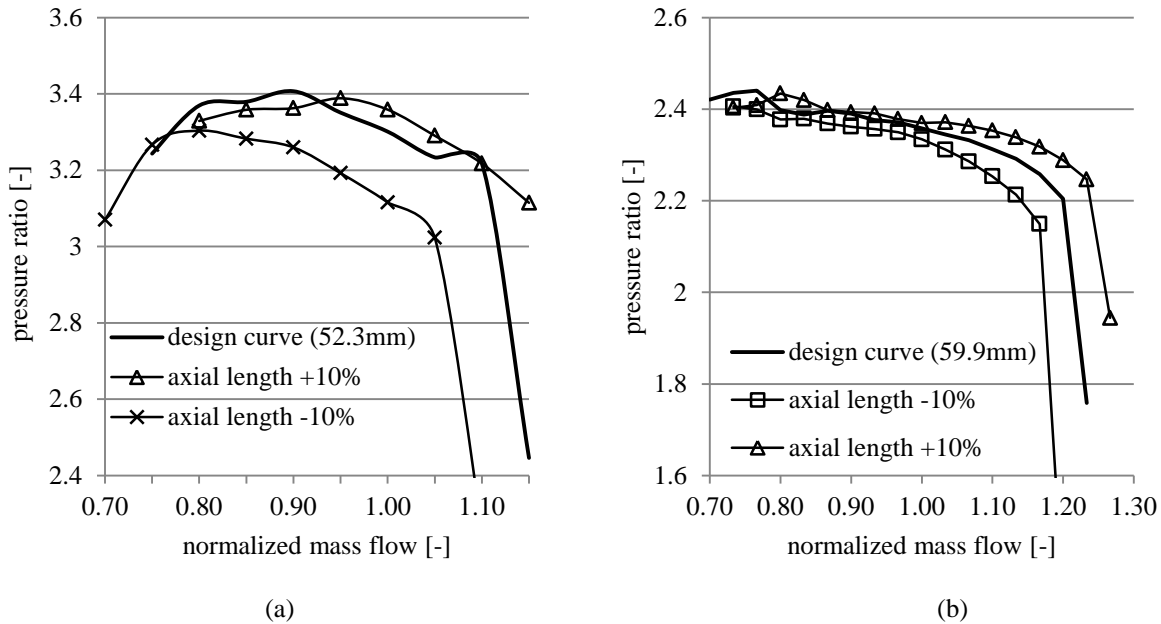 3.6
3.4
3.2
3
2.8
2.6
2.4
pressure ratio [-]
design curve (52.3mm)
axial length +10%
axial length -10%
0.70 0.80 0.90 1.00 1.10
normalized mass flow [-]
(a)
2.6
2.4
2.2
2
1.8
1.6
pressure ratio [-]
design curve (59.9mm)
axial length -10%
axial length +10%
0.70 0.80 0.90 1.00 1.10 1.20 1.30
normalized mass flow [-]
(b)